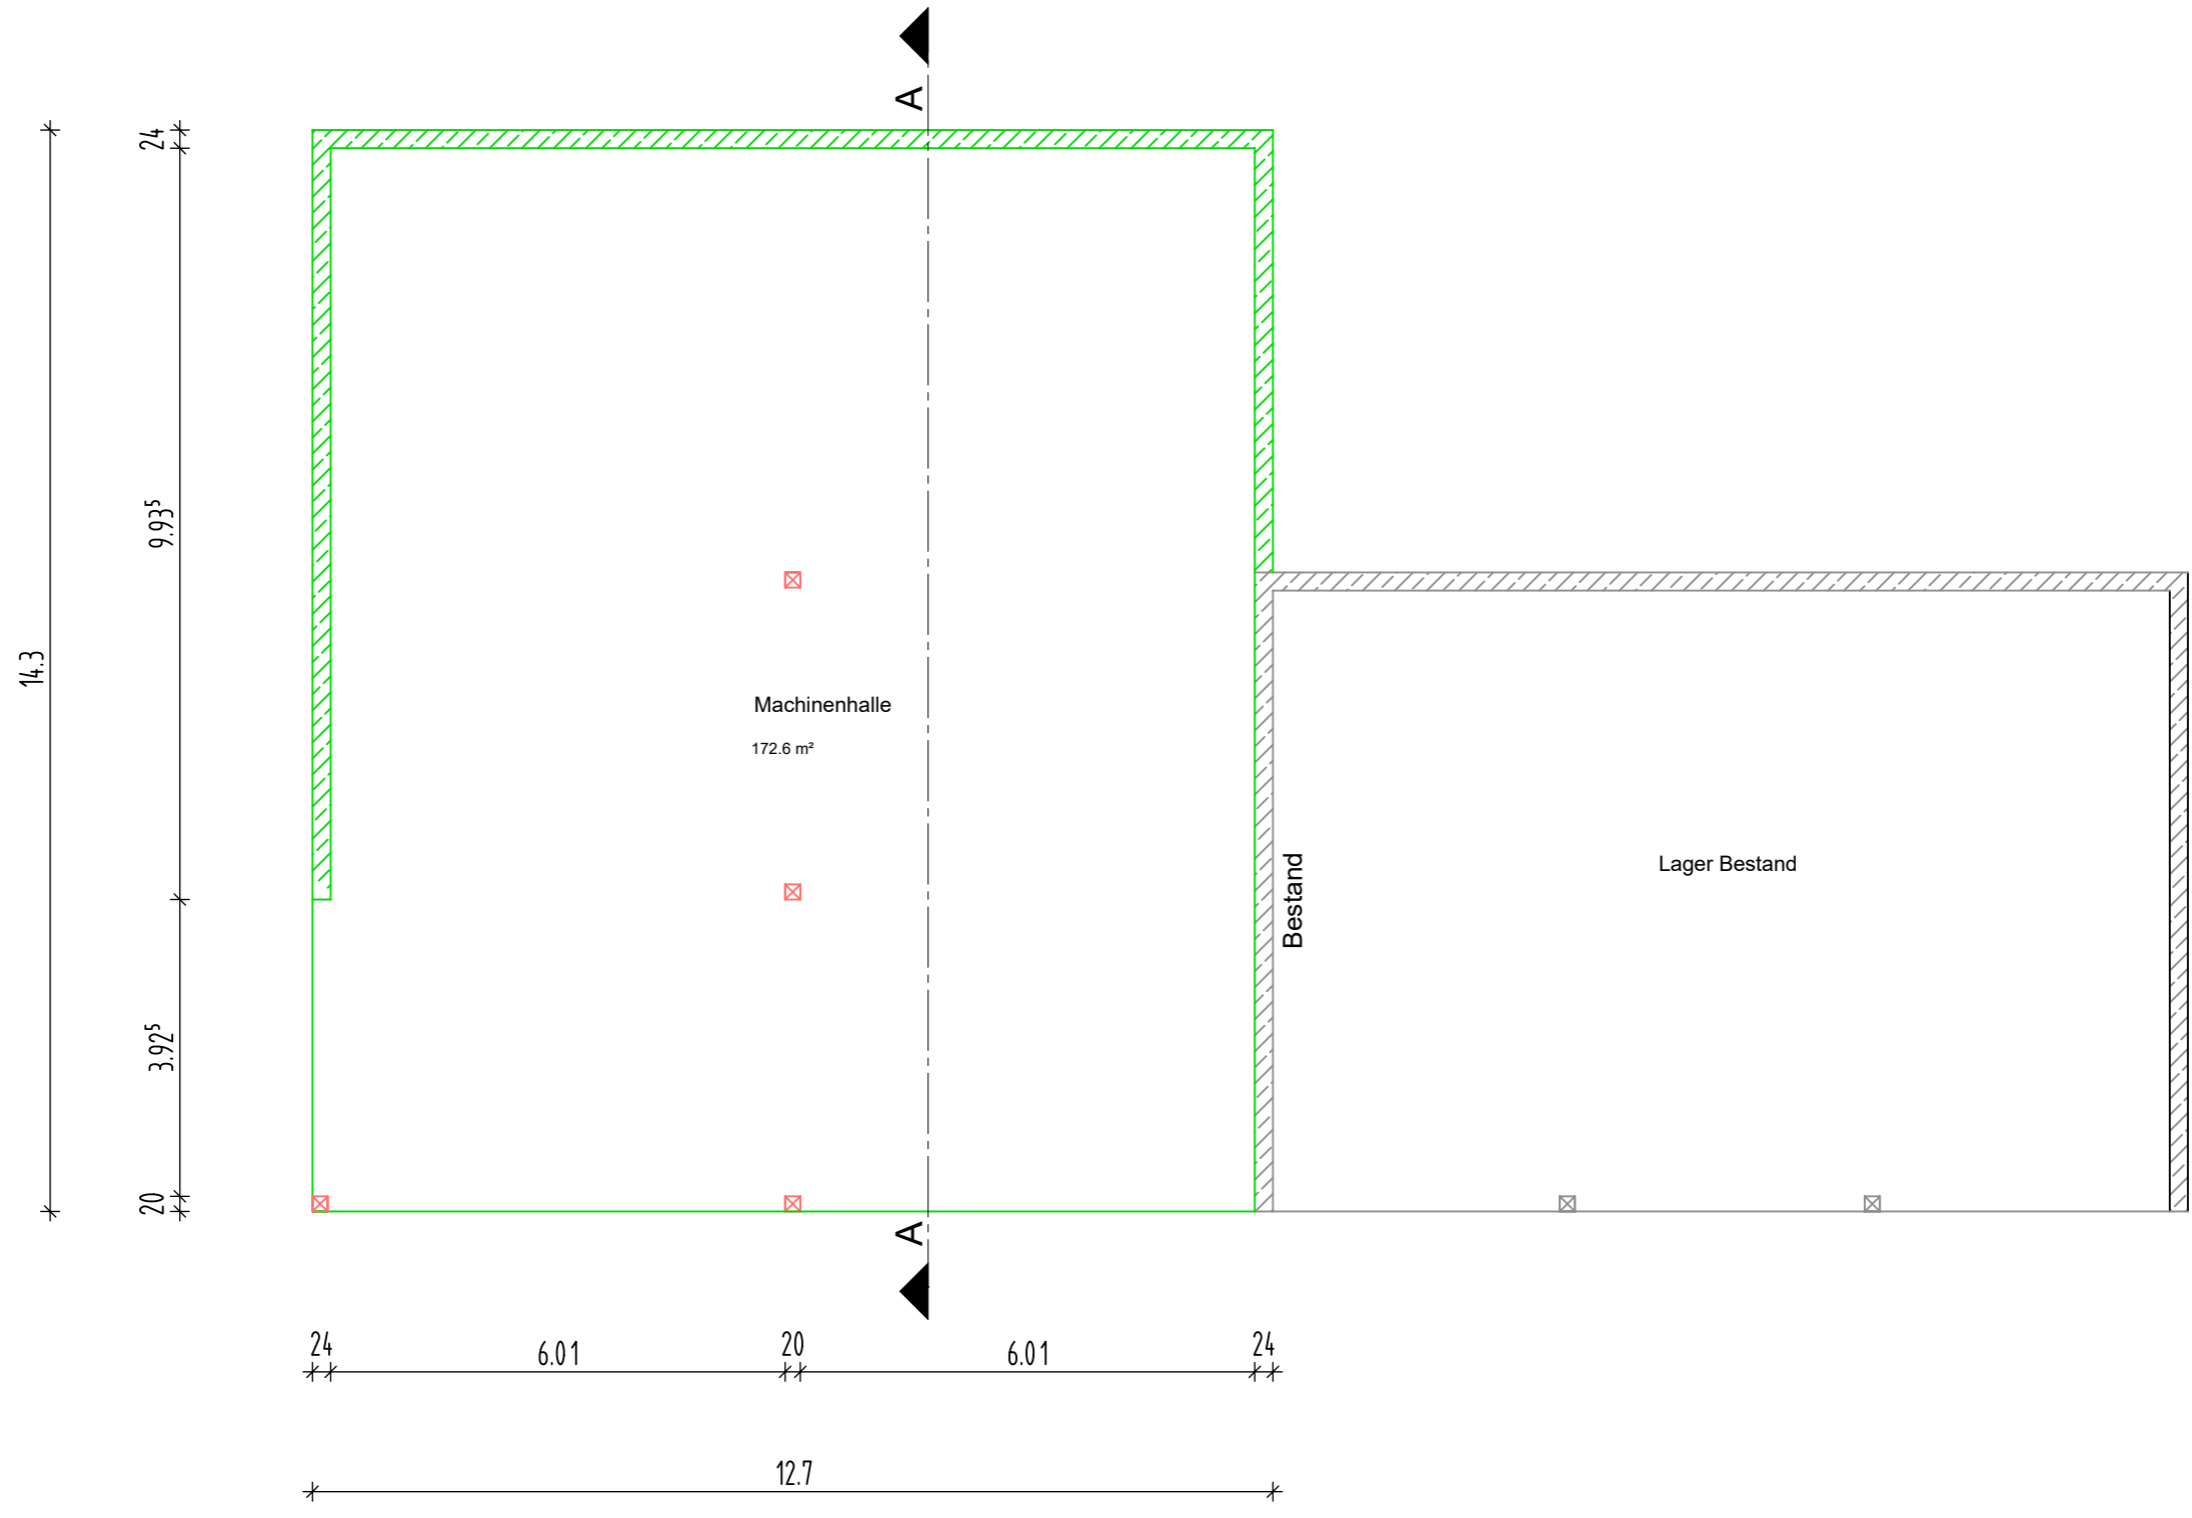 A
24
9.93⁵
14.3
Machinenhalle
172.6 m²
Bestand
Lager Bestand
3.92⁵
20
A
24
6.01
20
6.01
24
12.7